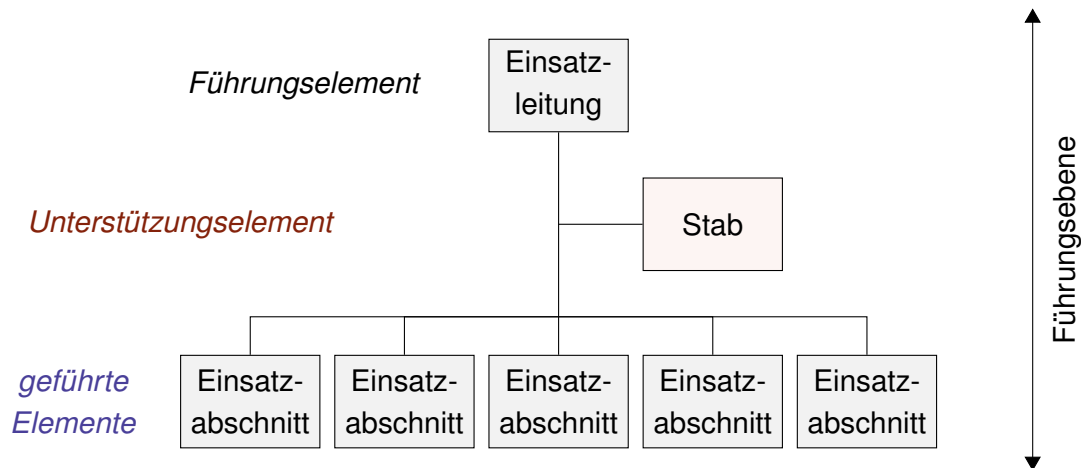 Führungselement
Einsatz-
leitung
Unterstützungselement
Stab
geführte
Elemente
Einsatz-
abschnitt
Einsatz-
abschnitt
Einsatz-
abschnitt
Einsatz-
abschnitt
Einsatz-
abschnitt
Führungsebene